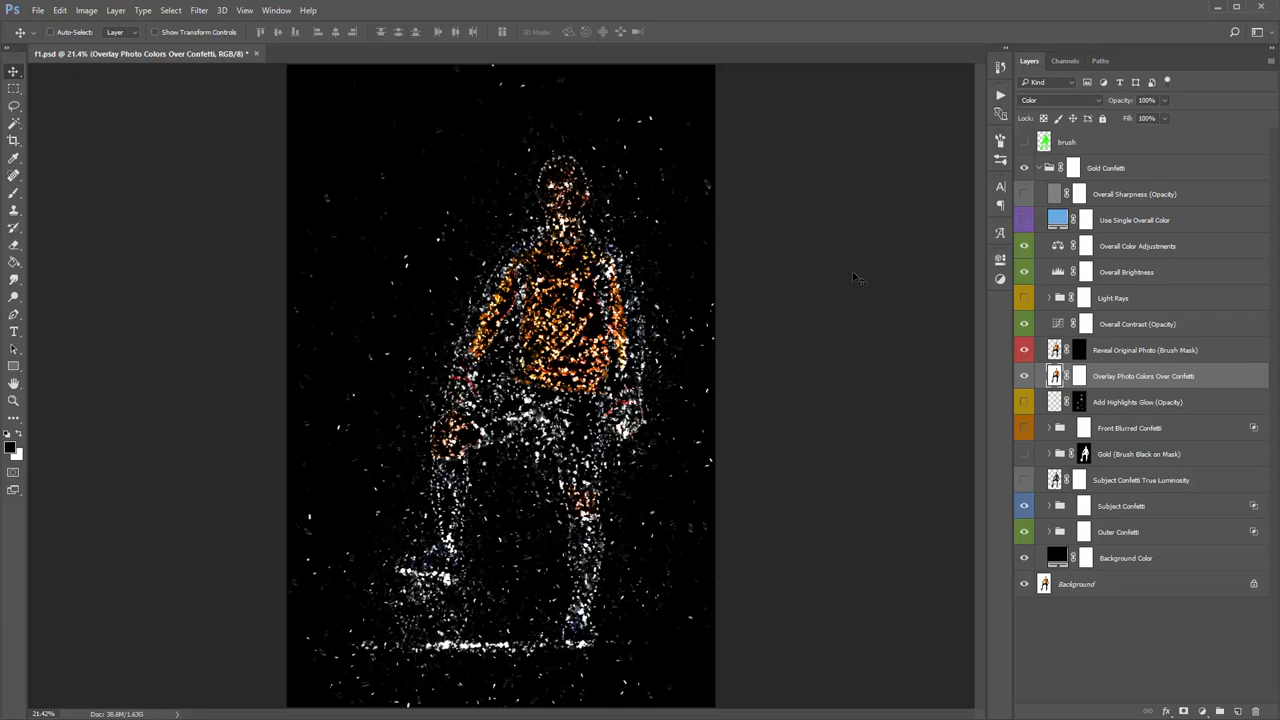 Ps File Edit Image Layer Type Select Filter 3D View Window Help
Auto-Select: Layer Show Transform Controls 3D Mode:
f1.psd @ 21.4% (Overlay Photo Colors Over Confetti, RGB/8) * ×
Layers Channels Paths
Kind
Color Opacity: 100%
Lock: Fill: 100%
brush
Gold Confetti
Overall Sharpness (Opacity)
Use Single Overall Color
Overall Color Adjustments
Overall Brightness
Light Rays
Overall Contrast (Opacity)
Reveal Original Photo (Brush Mask)
Overlay Photo Colors Over Confetti
Add Highlights Glow (Opacity)
Front Blurred Confetti
Gold (Brush Black on Mask)
Subject Confetti True Luminosity
Subject Confetti
Outer Confetti
Background Color
Background
21.42% Doc: 38.6M/1.63G